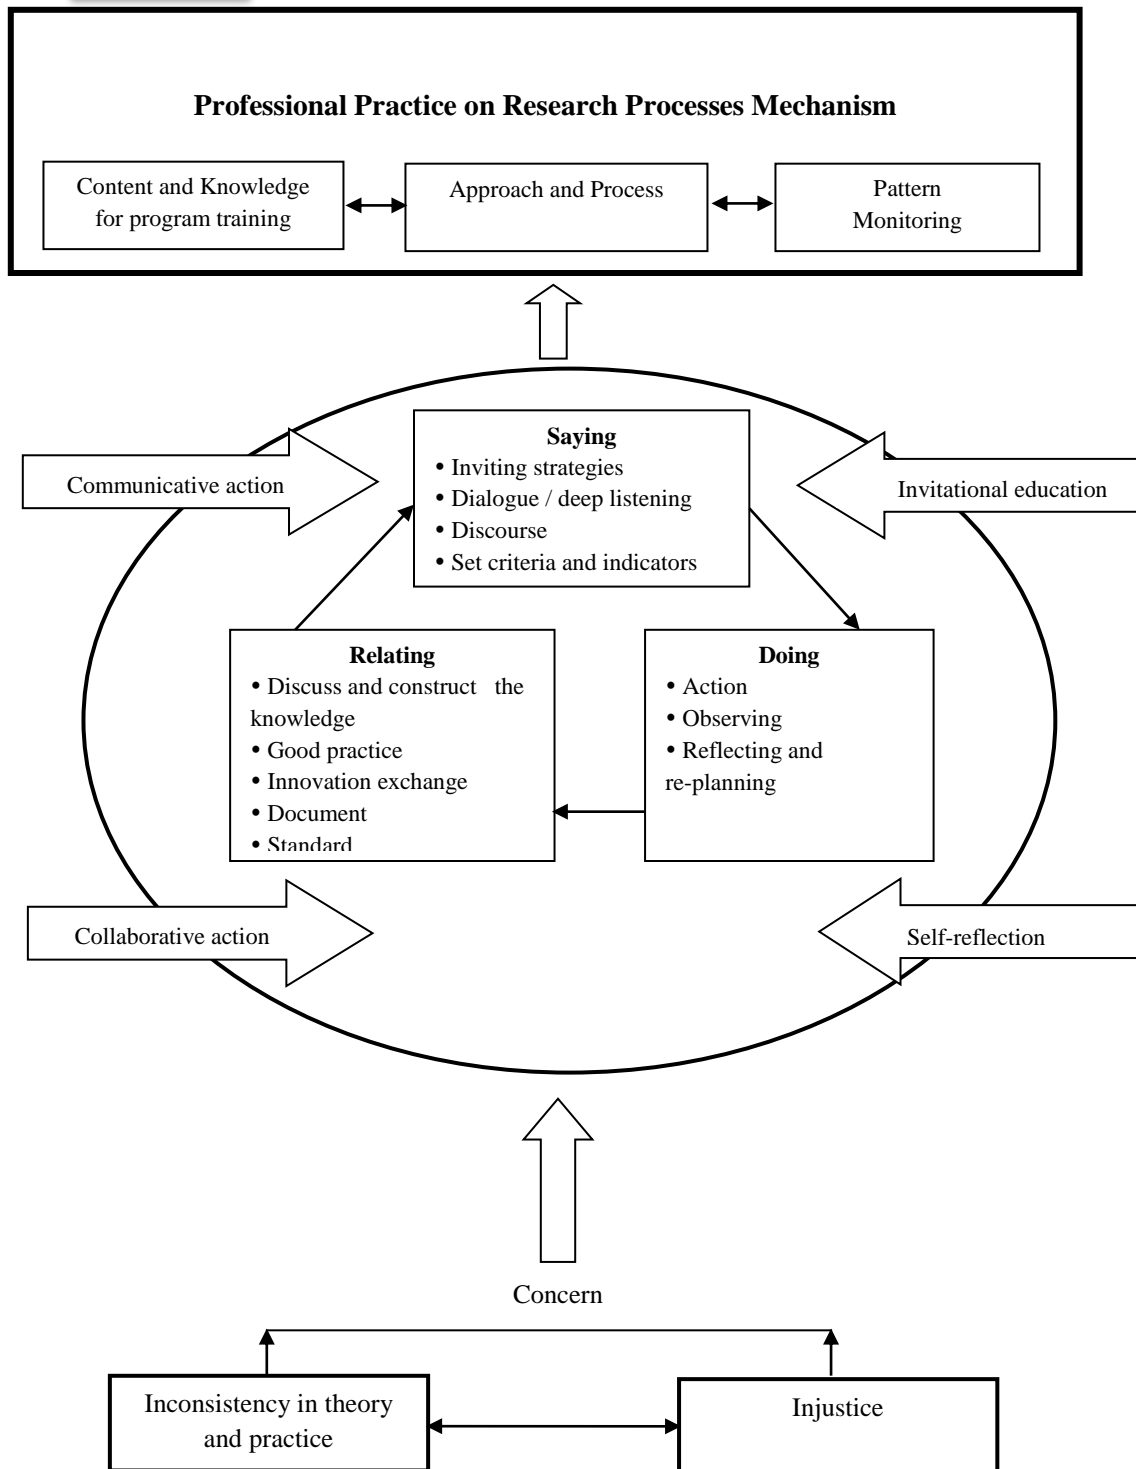 Professional Practice on Research Processes Mechanism
Content and Knowledge
for program training
Approach and Process
Pattern
Monitoring
Communicative action
Invitational education
Saying
• Inviting strategies
• Dialogue / deep listening
• Discourse
• Set criteria and indicators
Relating
• Discuss and construct the
knowledge
• Good practice
• Innovation exchange
• Document
• Standard
Doing
• Action
• Observing
• Reflecting and
re-planning
Collaborative action
Self-reflection
Concern
Inconsistency in theory
and practice
Injustice